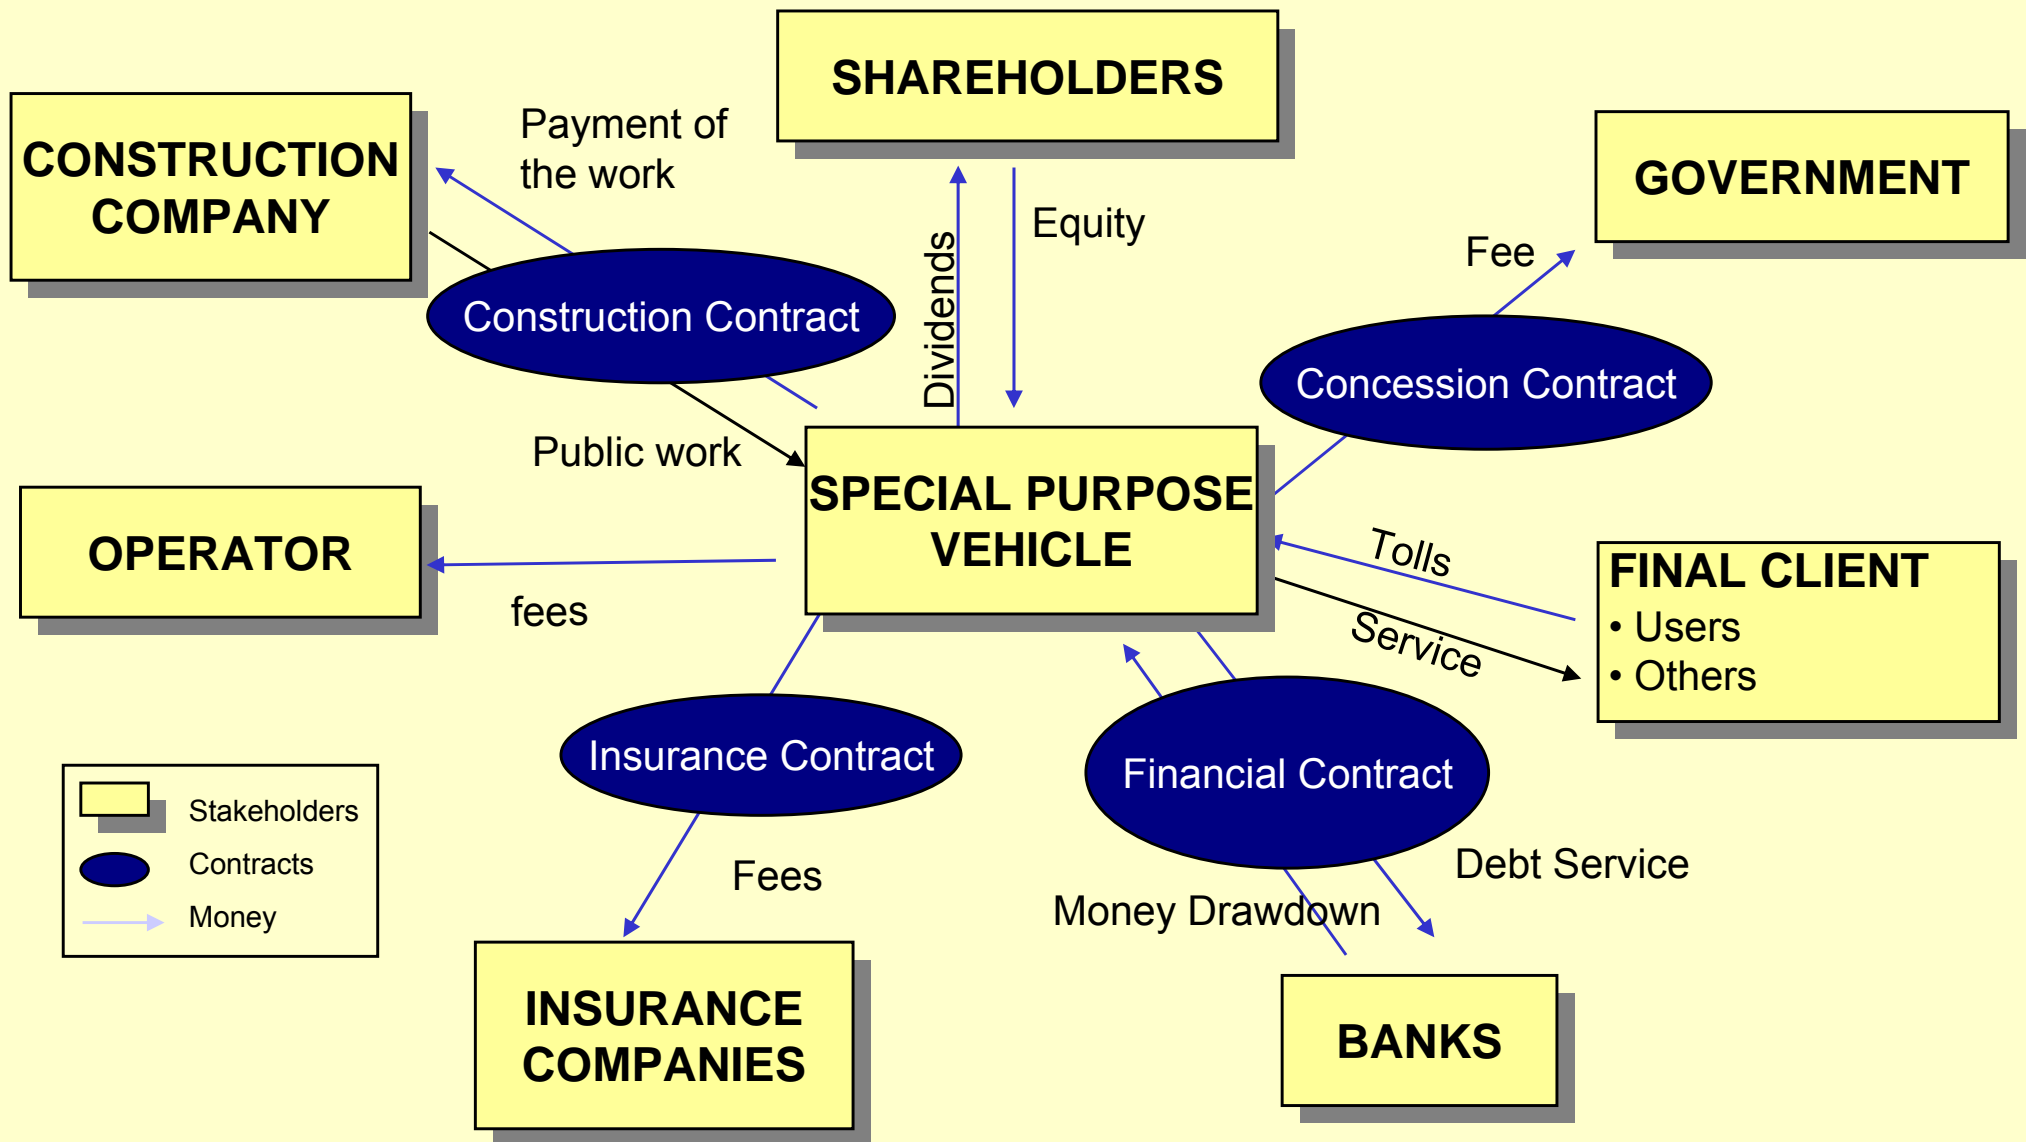 SHAREHOLDERS
CONSTRUCTION
COMPANY
Payment of
the work
GOVERNMENT
Equity
Fee
Dividends
Construction Contract
Concession Contract
Public work
SPECIAL PURPOSE
VEHICLE
OPERATOR
fees
Tolls
Service
FINAL CLIENT
• Users
• Others
Insurance Contract
Financial Contract
Stakeholders
Contracts
Money
Fees
Debt Service
Money Drawdown
INSURANCE
COMPANIES
BANKS